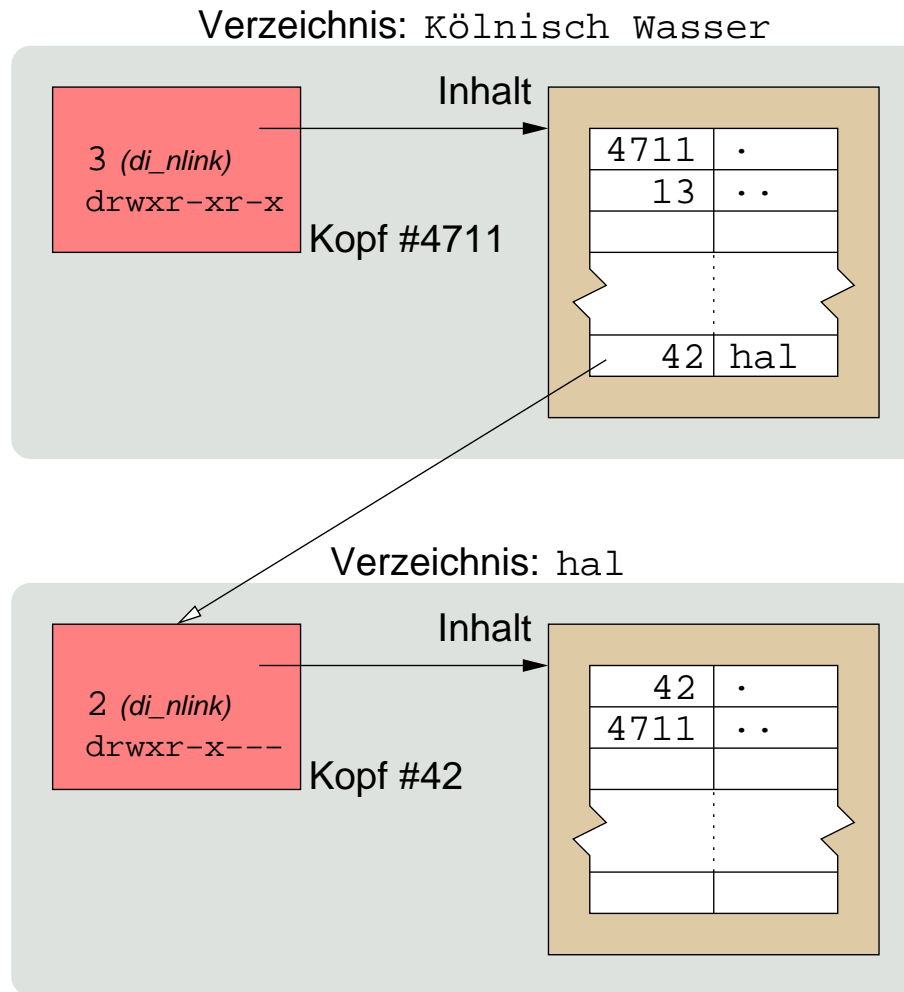 Verzeichnis: Kölnisch Wasser
Inhalt
3 (di_nlink)
drwxr-xr-x
Kopf #4711
4711 .
13 ..
42 hal
Verzeichnis: hal
Inhalt
2 (di_nlink)
drwxr-x---
Kopf #42
42 .
4711 ..